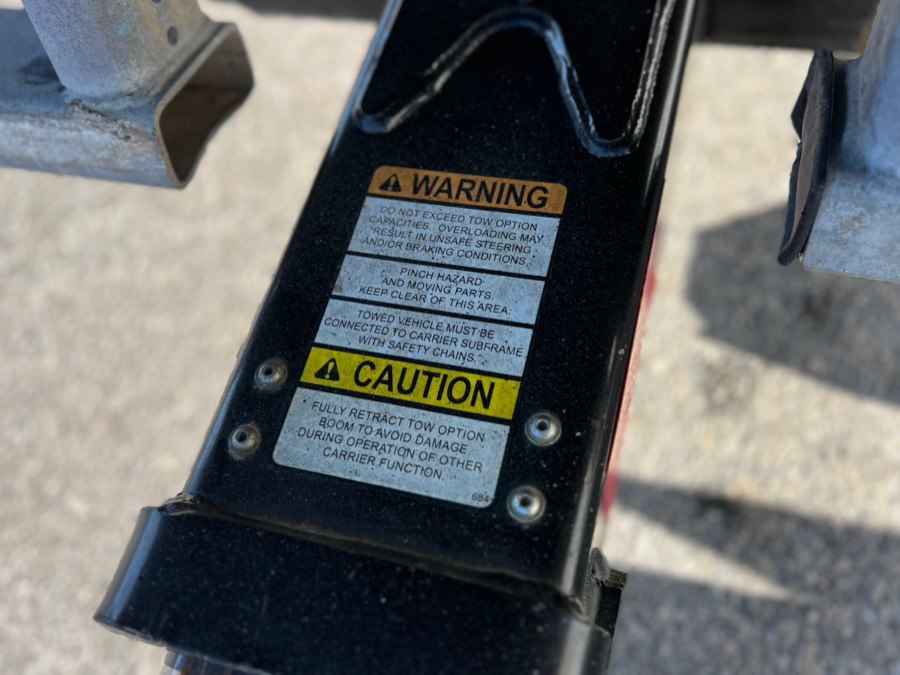 WARNING
DO NOT EXCEED TOW OPTION
CAPACITIES. OVERLOADING MAY
RESULT IN UNSAFE STEERING
AND/OR BRAKING CONDITIONS.
PINCH HAZARD
AND MOVING PARTS.
KEEP CLEAR OF THIS AREA.
TOWED VEHICLE MUST BE
CONNECTED TO CARRIER SUBFRAME
WITH SAFETY CHAINS.
CAUTION
FULLY RETRACT TOW OPTION
BOOM TO AVOID DAMAGE
DURING OPERATION OF OTHER
CARRIER FUNCTION.
684